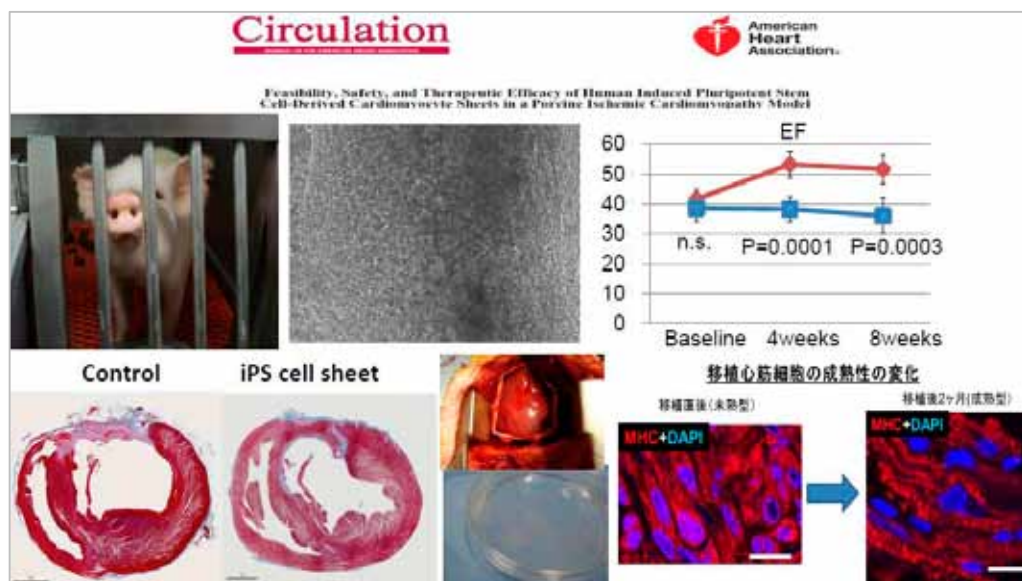 Circulation
American
Heart
Association
Feasibility, Safety, and Therapeutic Efficacy of Human Induced Pluripotent Stem
Cell-Derived Cardiomyocyte Sheets in a Porcine Ischemic Cardiomyopathy Model
EF
60
50
40
30
20
10
0
n.s.
P=0.0001
P=0.0003
Baseline
4weeks
8weeks
Control
iPS cell sheet
移植心筋細胞の成熟性の変化
移植直後(未熟型)
移植後2ヶ月(成熟型)
MHC+DAPI
MHC+DAPI